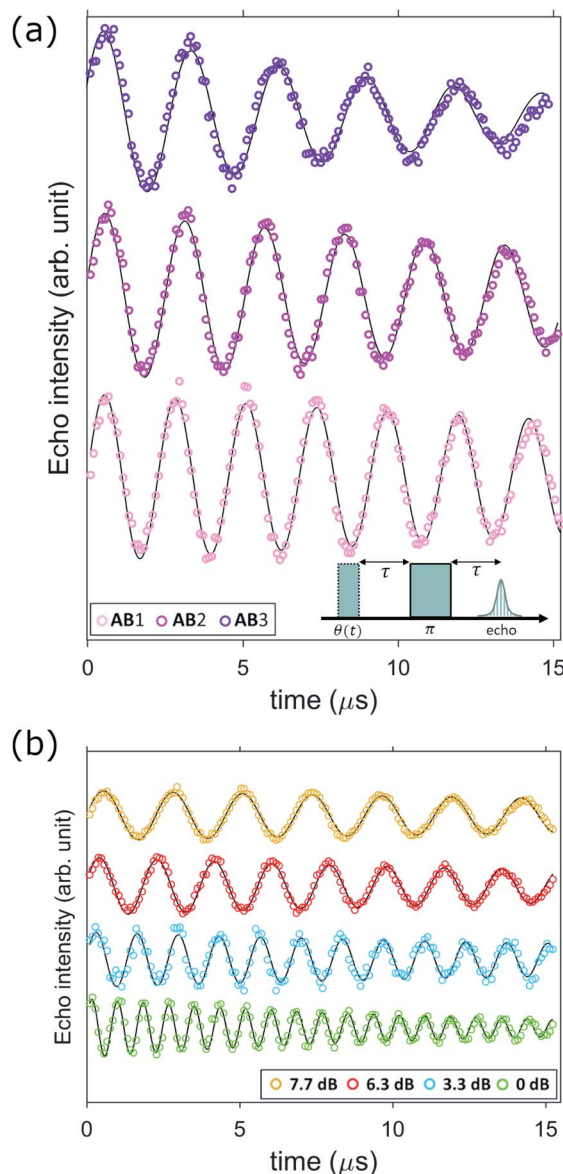 (a)
Echo intensity (arb. unit)
τ τ
θ(t) π echo
AB1 AB2 AB3
0 5 10 15
time (μs)
(b)
Echo intensity (arb. unit)
7.7 dB 6.3 dB 3.3 dB 0 dB
0 5 10 15
time (μs)